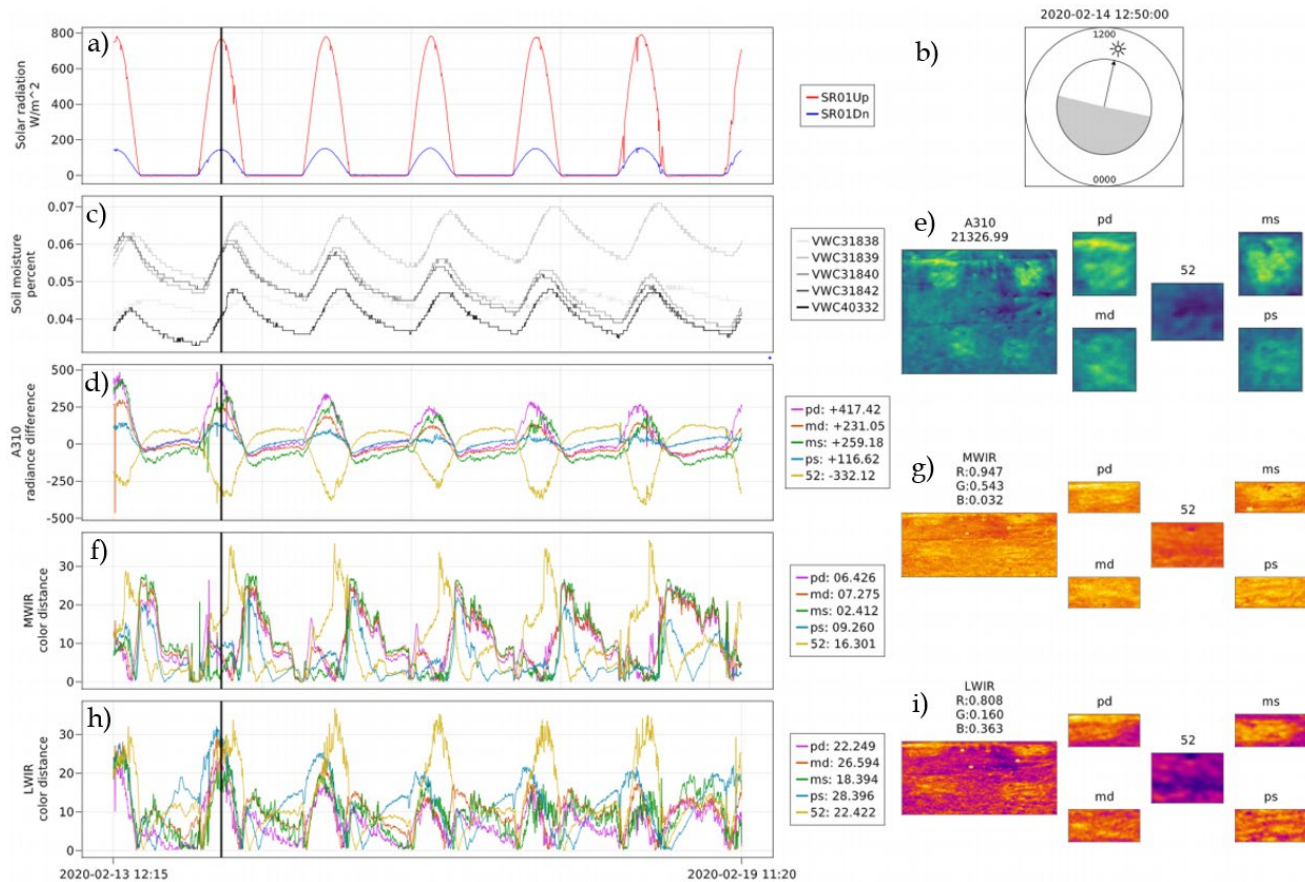 a)
800
600
400
200
0
Solar radiation
W/m^2
SR01Up
SR01Dn
b)
2020-02-14 12:50:00
1200
0000
c)
0.07
0.06
0.05
0.04
Soil moisture
percent
VWC31838
VWC31839
VWC31840
VWC31842
VWC40332
d)
500
250
0
-250
-500
A310
radiance difference
pd: +417.42
md: +231.05
ms: +259.18
ps: +116.62
52: -332.12
e)
A310
21326.99
pd
ms
52
md
ps
f)
30
20
10
0
MWIR
color distance
pd: 06.426
md: 07.275
ms: 02.412
ps: 09.260
52: 16.301
g)
MWIR
R:0.947
G:0.543
B:0.032
pd
ms
52
md
ps
h)
30
20
10
0
LWIR
color distance
2020-02-13 12:15
2020-02-19 11:20
pd: 22.249
md: 26.594
ms: 18.394
ps: 28.396
52: 22.422
i)
LWIR
R:0.808
G:0.160
B:0.363
pd
ms
52
md
ps